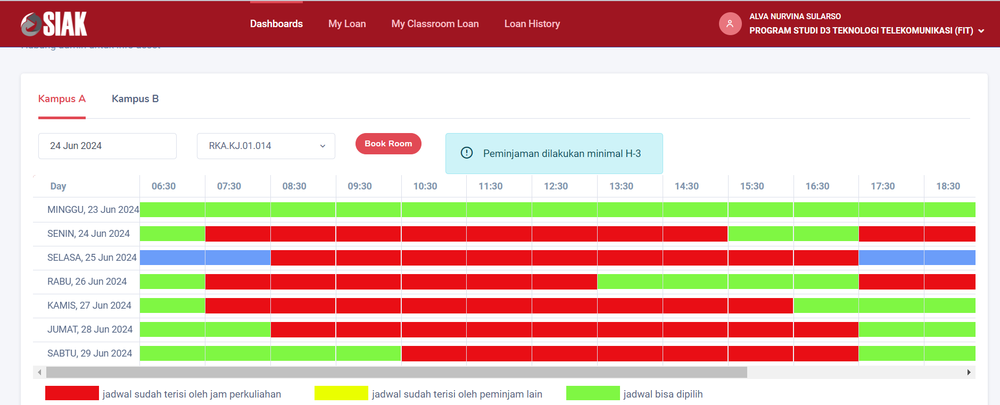 SIAK
Dashboards
My Loan
My Classroom Loan
Loan History
ALVA NURVINA SULARSO
PROGRAM STUDI D3 TEKNOLOGI TELEKOMUNIKASI (FIT)
Kampus A
Kampus B
24 Jun 2024
RKA.KJ.01.014
Book Room
Peminjaman dilakukan minimal H-3
Day 06:30 07:30 08:30 09:30 10:30 11:30 12:30 13:30 14:30 15:30 16:30 17:30 18:30
MINGGU, 23 Jun 2024
SENIN, 24 Jun 2024
SELASA, 25 Jun 2024
RABU, 26 Jun 2024
KAMIS, 27 Jun 2024
JUMAT, 28 Jun 2024
SABTU, 29 Jun 2024
jadwal sudah terisi oleh jam perkuliahan
jadwal sudah terisi oleh peminjam lain
jadwal bisa dipilih